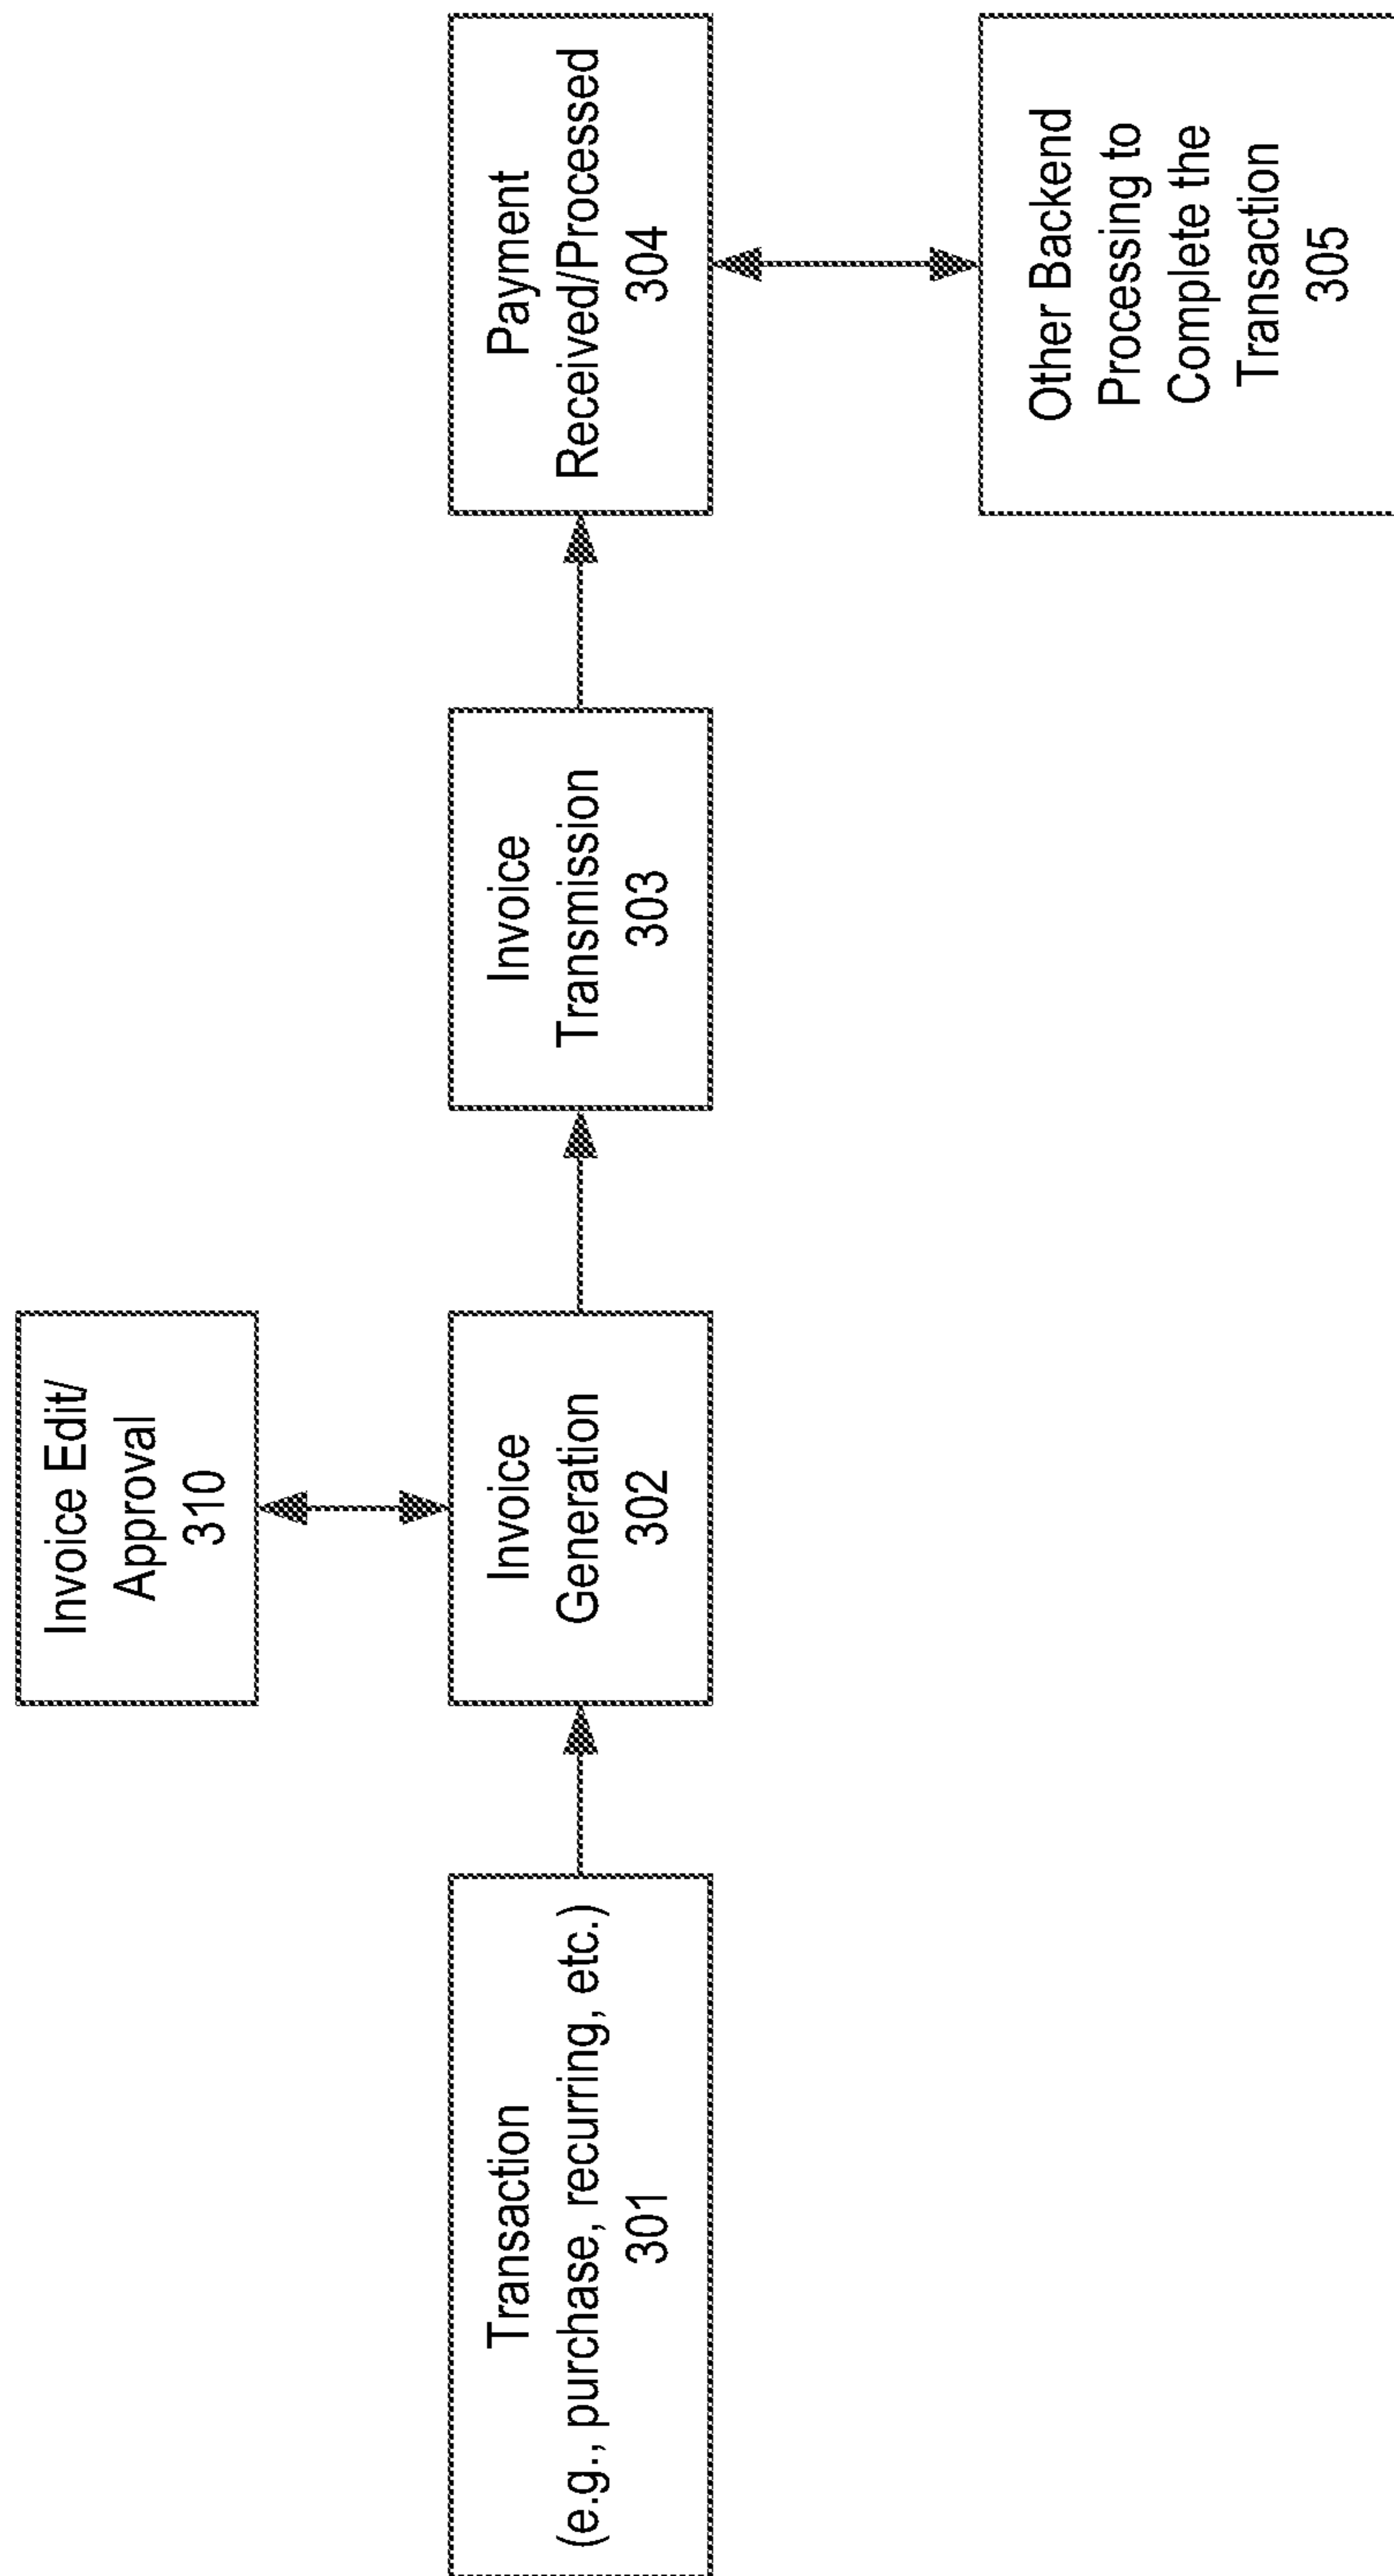 Invoice Edit/
Approval
310
Transaction
(e.g., purchase, recurring, etc.)
301
Invoice
Generation
302
Invoice
Transmission
303
Payment
Received/Processed
304
Other Backend
Processing to
Complete the
Transaction
305